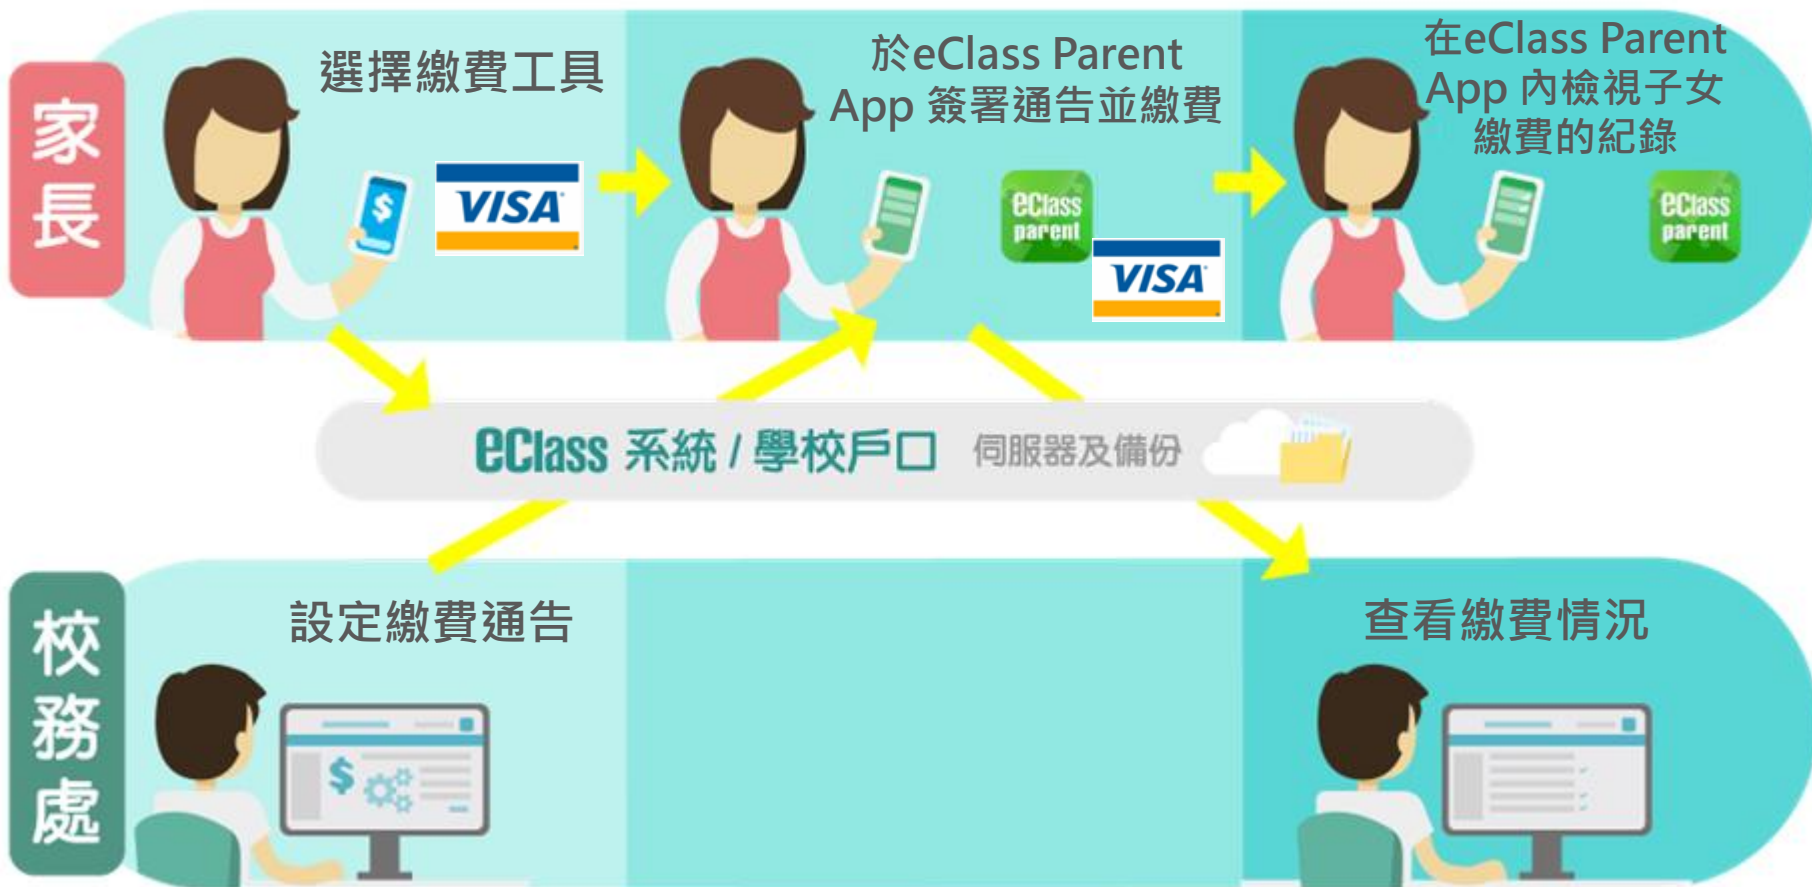 家長
選擇繳費工具
VISA
於eClass Parent
App 簽署通告並繳費
eClass
parent
VISA
在eClass Parent
App 內檢視子女
繳費的紀錄
eClass
parent
eClass 系統 / 學校戶口 伺服器及備份
校務處
設定繳費通告
$
查看繳費情況